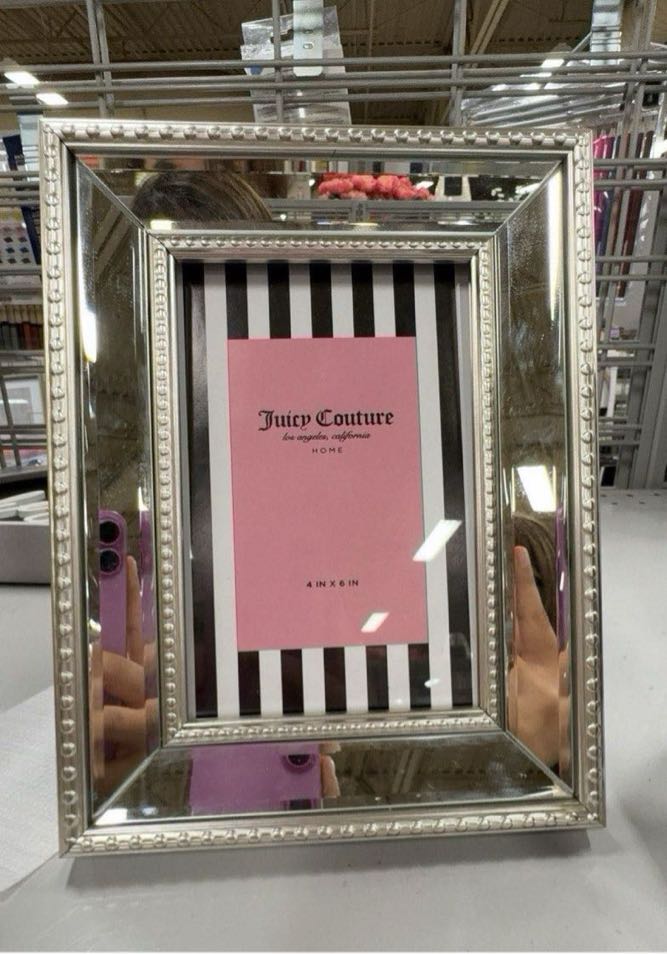 Juicy Couture
los angeles, california
HOME
4 IN X 6 IN